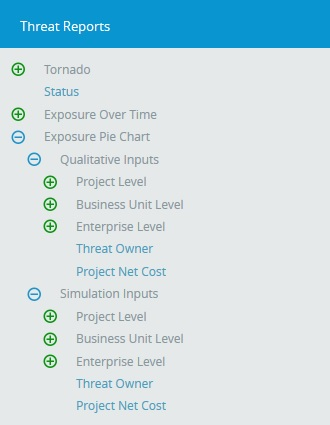 Threat Reports
Tornado
Status
Exposure Over Time
Exposure Pie Chart
Qualitative Inputs
Project Level
Business Unit Level
Enterprise Level
Threat Owner
Project Net Cost
Simulation Inputs
Project Level
Business Unit Level
Enterprise Level
Threat Owner
Project Net Cost